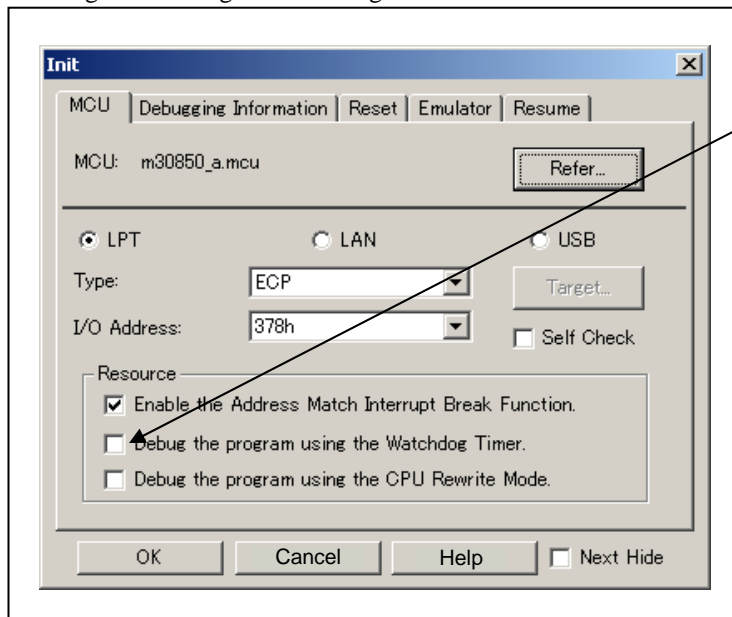 Init
MCU Debugging Information Reset Emulator Resume
MCU: m30850_a.mcu Refer...
LPT LAN USB
Type: ECP Target...
I/O Address: 378h Self Check
Resource
Enable the Address Match Interrupt Break Function.
Debug the program using the Watchdog Timer.
Debug the program using the CPU Rewrite Mode.
OK Cancel Help Next Hide